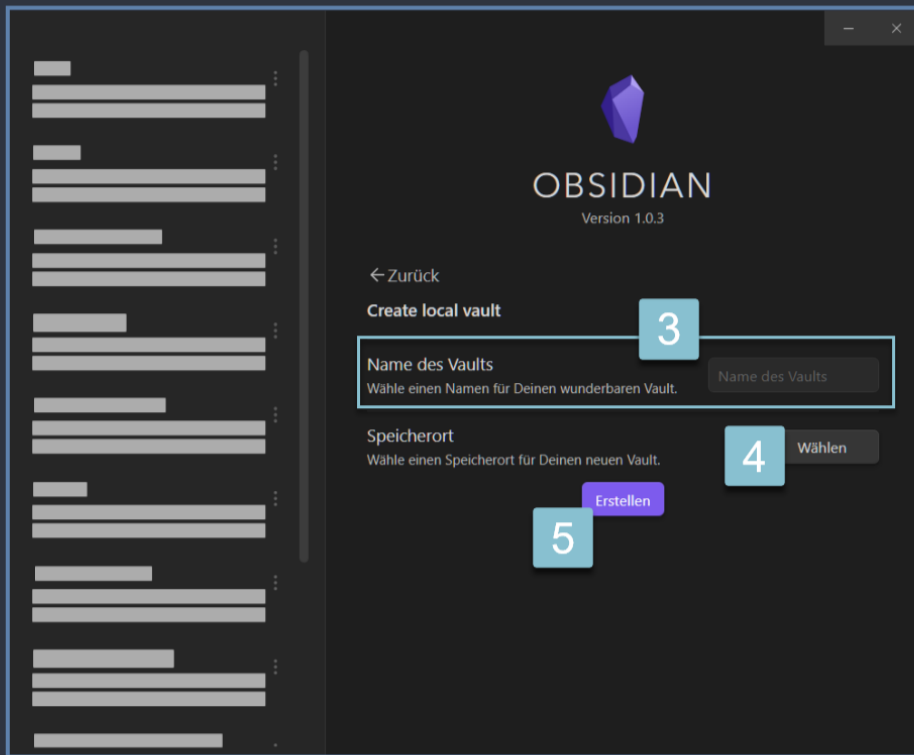 OBSIDIAN
Version 1.0.3
←Zurück
Create local vault
3
Name des Vaults
Wähle einen Namen für Deinen wunderbaren Vault.
Name des Vaults
Speicherort
Wähle einen Speicherort für Deinen neuen Vault.
4
Wählen
Erstellen
5